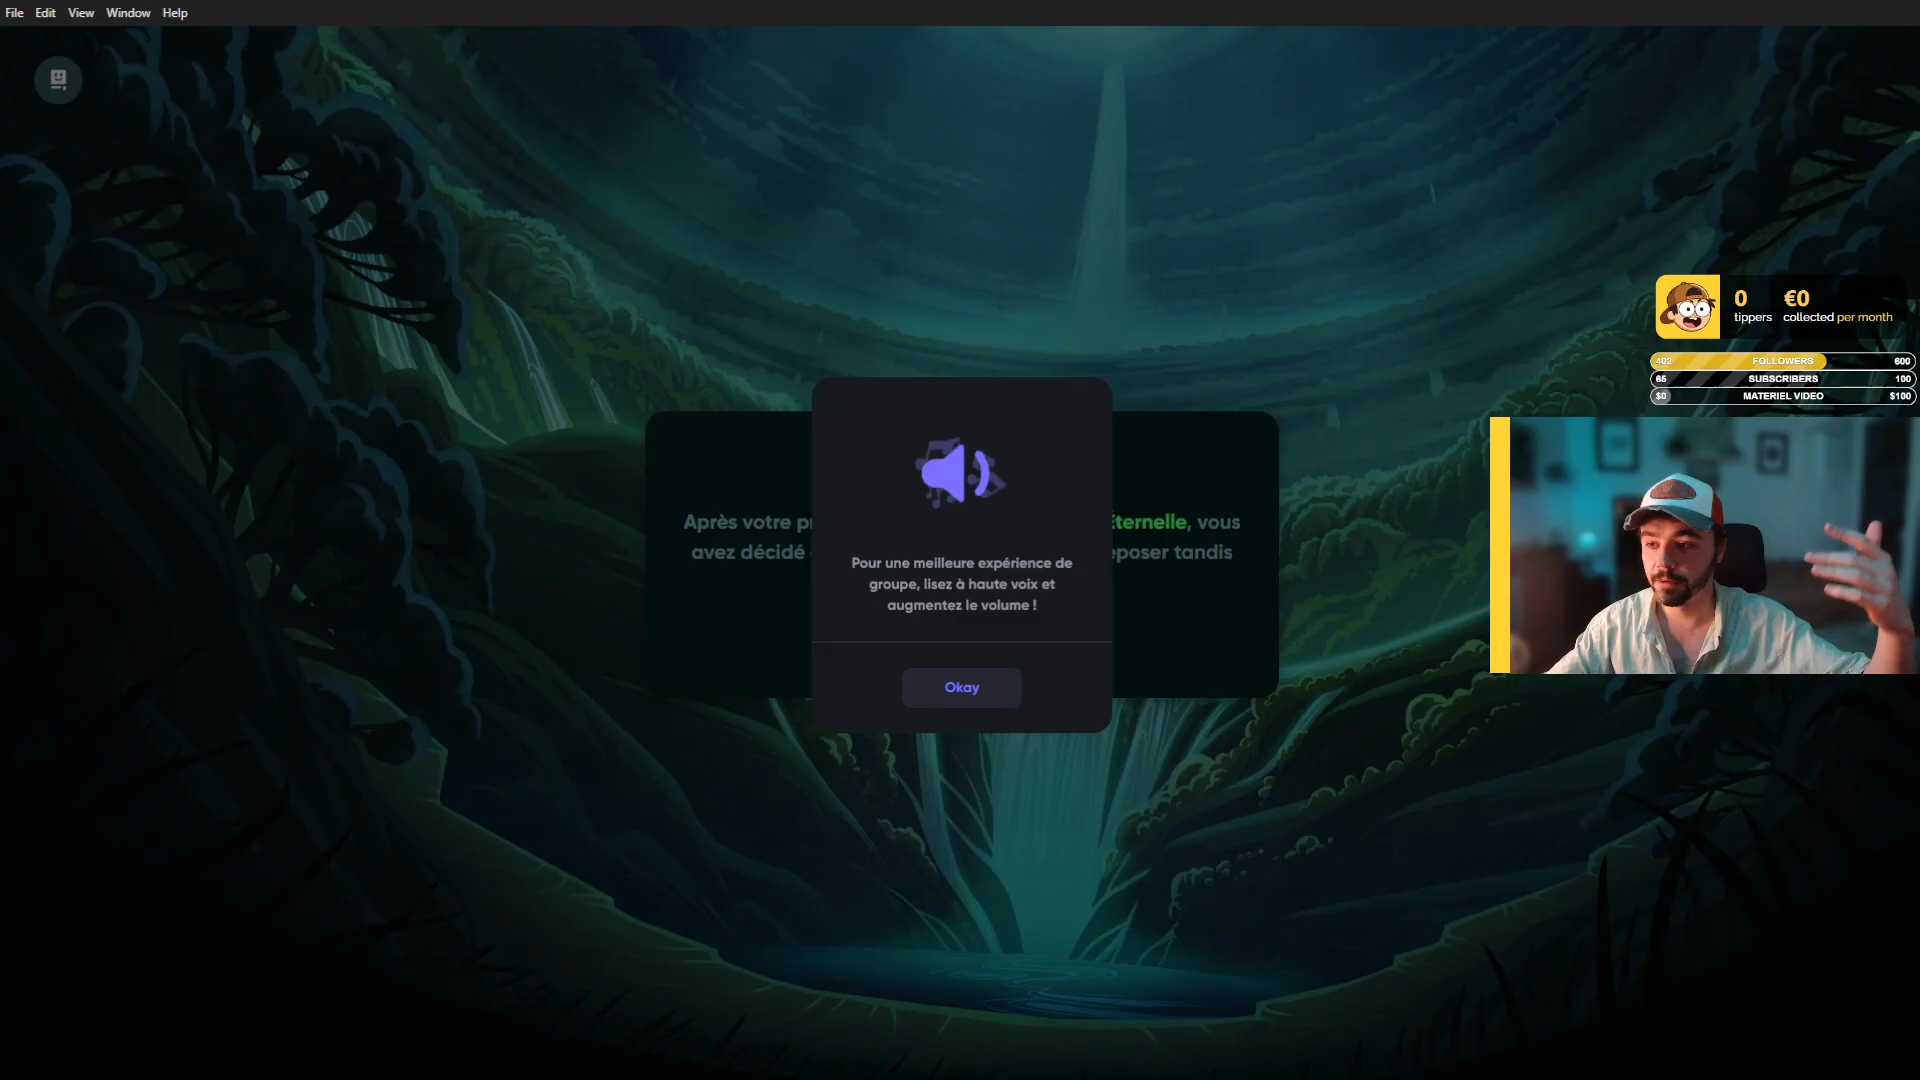 File Edit View Window Help
0 €0
tippers collected per month
402 FOLLOWERS 600
65 SUBSCRIBERS 100
$0 MATERIEL VIDEO $100
Après votre
Éternelle, vous
avez décidé
tandis
Pour une meilleure expérience de
groupe, lisez à haute voix et
augmentez le volume !
Okay